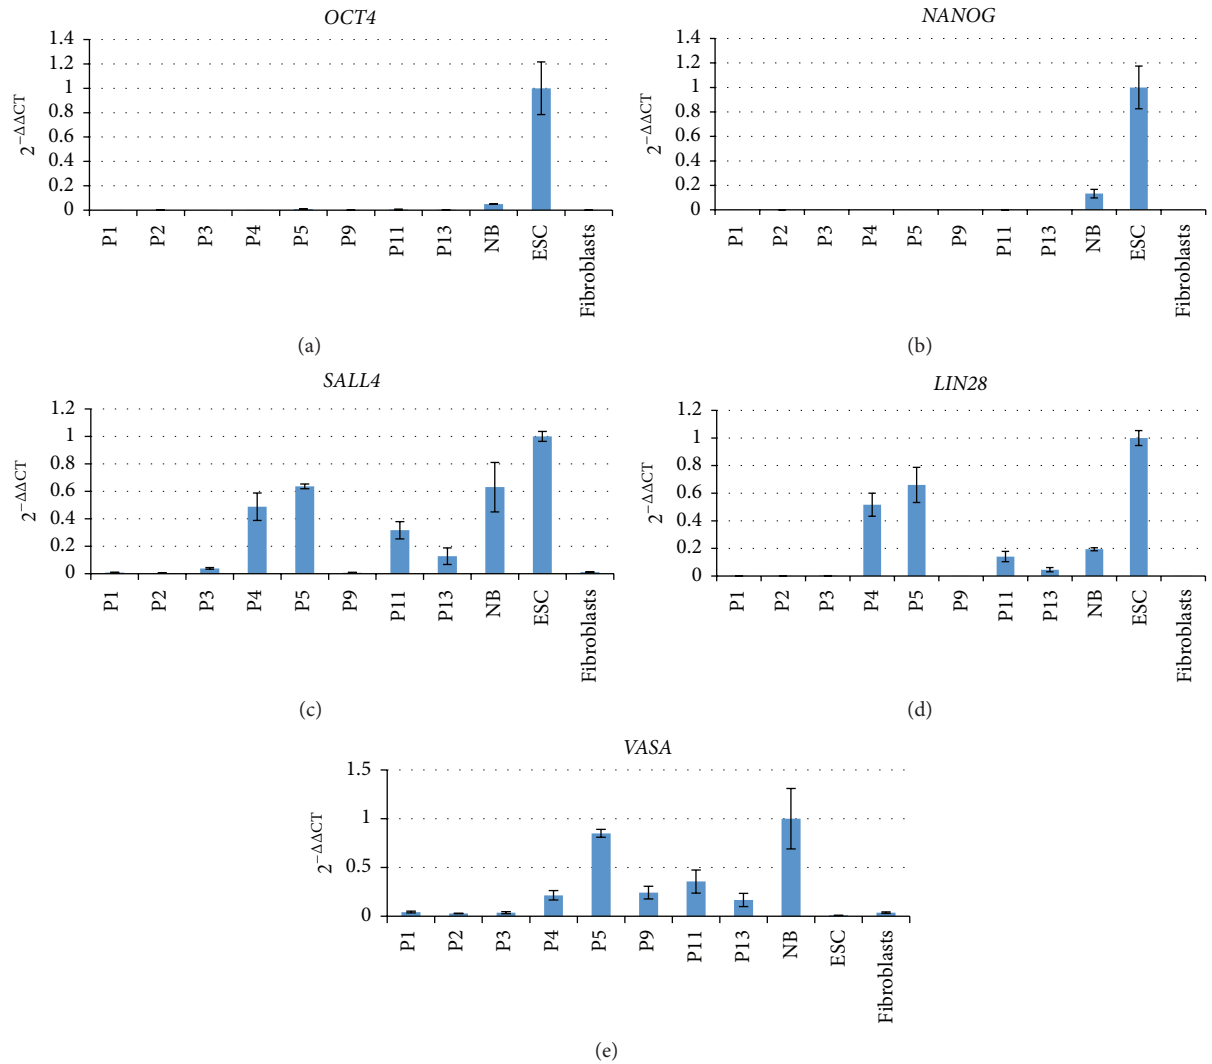 OCT4
2^−ΔΔCT
1.4
1.2
1
0.8
0.6
0.4
0.2
0
P1 P2 P3 P4 P5 P9 P11 P13 NB ESC Fibroblasts
(a)
NANOG
2^−ΔΔCT
1.4
1.2
1
0.8
0.6
0.4
0.2
0
P1 P2 P3 P4 P5 P9 P11 P13 NB ESC Fibroblasts
(b)
SALL4
2^−ΔΔCT
1.2
1
0.8
0.6
0.4
0.2
0
P1 P2 P3 P4 P5 P9 P11 P13 NB ESC Fibroblasts
(c)
LIN28
2^−ΔΔCT
1.2
1
0.8
0.6
0.4
0.2
0
P1 P2 P3 P4 P5 P9 P11 P13 NB ESC Fibroblasts
(d)
VASA
2^−ΔΔCT
1.5
1
0.5
0
P1 P2 P3 P4 P5 P9 P11 P13 NB ESC Fibroblasts
(e)